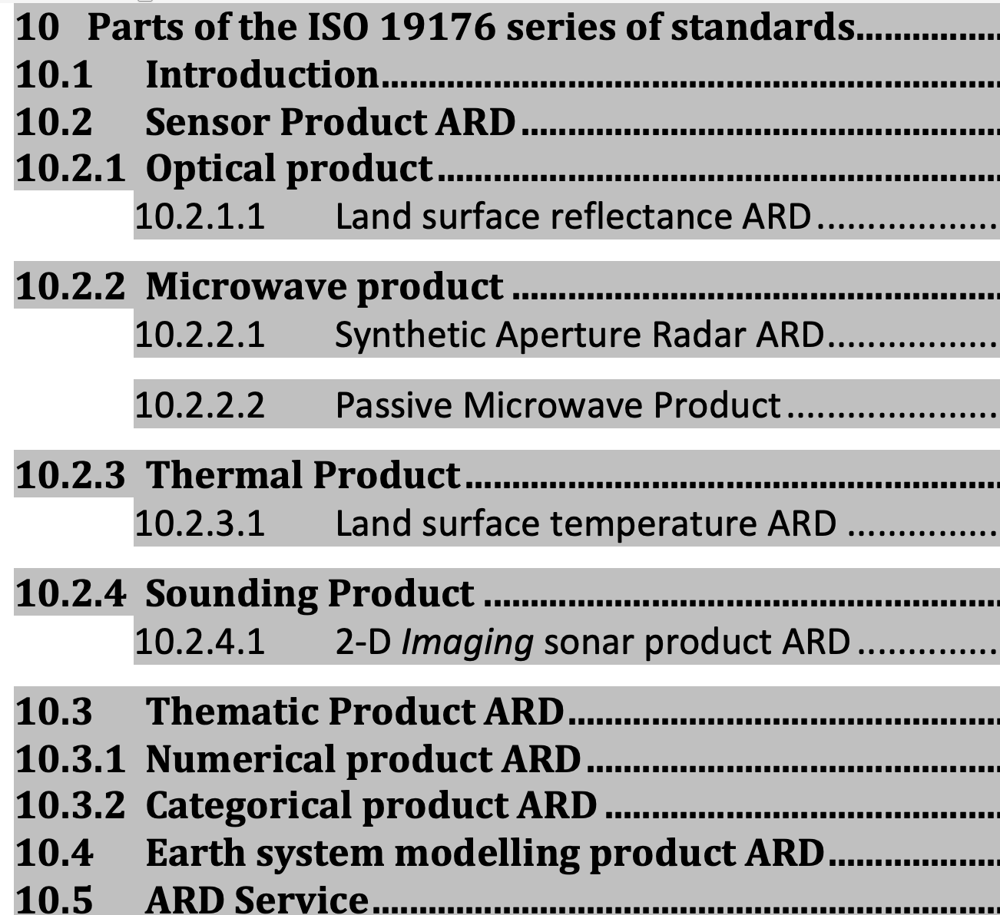 10 Parts of the ISO 19176 series of standards.................
10.1 Introduction.................................................................
10.2 Sensor Product ARD...................................................
10.2.1 Optical product............................................................
10.2.1.1 Land surface reflectance ARD..................
10.2.2 Microwave product ....................................................
10.2.2.1 Synthetic Aperture Radar ARD.................
10.2.2.2 Passive Microwave Product.....................
10.2.3 Thermal Product.........................................................
10.2.3.1 Land surface temperature ARD ...............
10.2.4 Sounding Product .......................................................
10.2.4.1 2-D Imaging sonar product ARD..............
10.3 Thematic Product ARD..............................................
10.3.1 Numerical product ARD............................................
10.3.2 Categorical product ARD ..........................................
10.4 Earth system modelling product ARD..................
10.5 ARD Service...................................................................